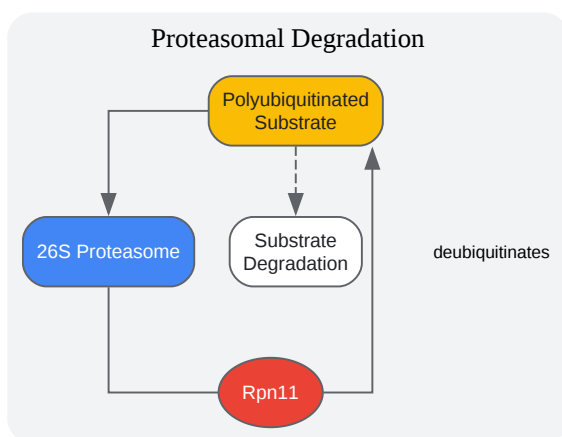 Proteasomal Degradation
Polyubiquitinated
Substrate
26S Proteasome
Substrate
Degradation
deubiquitinates
Rpn11